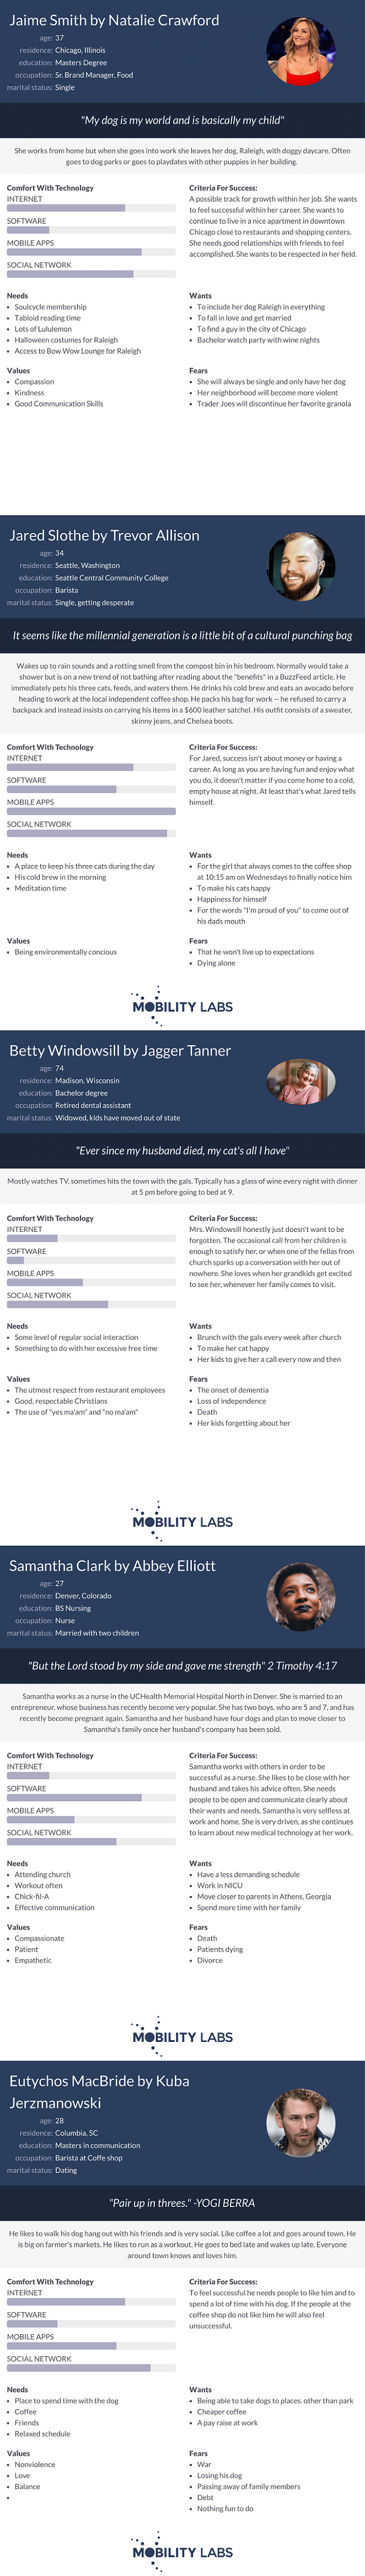 Jaime Smith by Natalie Crawford
age: 37
residence: Chicago, Illinois
education: Masters Degree
occupation: Sr. Brand Manager, Food
marital status: Single
"My dog is my world and is basically my child"
She works from home but when she goes into work she leaves her dog, Raleigh, with doggy daycare. Often
goes to dog parks or goes to playdates with other puppies in her building.
Comfort With Technology
INTERNET
SOFTWARE
MOBILE APPS
SOCIAL NETWORK
Criteria For Success:
A possible track for growth within her job. She wants
to feel successful within her career. She wants to
continue to live in a nice apartment in downtown
Chicago close to restaurants and shopping centers.
She needs good relationships with friends to feel
accomplished. She wants to be respected in her field.
Needs
• Soulcycle membership
• Tabloid reading time
• Lots of Lululemon
• Halloween costumes for Raleigh
• Access to Bow Wow Lounge for Raleigh
Wants
• To include her dog Raleigh in everything
• To fall in love and get married
• To find a guy in the city of Chicago
• Bachelor watch party with wine nights
Values
• Compassion
• Kindness
• Good Communication Skills
Fears
• She will always be single and only have her dog
• Her neighborhood will become more violent
• Trader Joes will discontinue her favorite granola
Jared Slothe by Trevor Allison
age: 34
residence: Seattle, Washington
education: Seattle Central Community College
occupation: Barista
marital status: Single, getting desperate
It seems like the millennial generation is a little bit of a cultural punching bag
Wakes up to rain sounds and a rotting smell from the compost bin in his bedroom. Normally would take a
shower but is on a new trend of not bathing after reading about the "benefits" in a BuzzFeed article. He
immediately pets his three cats, feeds, and waters them. He drinks his cold brew and eats an avocado before
heading to work at the local independent coffee shop. He packs his bag for work -- he refused to carry a
backpack and instead insists on carrying his items in a $600 leather satchel. His outfit consists of a sweater,
skinny jeans, and Chelsea boots.
Comfort With Technology
INTERNET
SOFTWARE
MOBILE APPS
SOCIAL NETWORK
Criteria For Success:
For Jared, success isn't about money or having a
career. As long as you are having fun and enjoy what
you do, it doesn't matter if you come home to a cold,
empty house at night. At least that's what Jared tells
himself.
Needs
• A place to keep his three cats during the day
• His cold brew in the morning
• Meditation time
Wants
• For the girl that always comes to the coffee shop
at 10:15 am on Wednesdays to finally notice him
• To make his cats happy
• Happiness for himself
• For the words "I'm proud of you" to come out of
his dads mouth
Values
• Being environmentally concious
Fears
• That he won't live up to expectations
• Dying alone
MOBILITY LABS
Betty Windowsill by Jagger Tanner
age: 74
residence: Madison, Wisconsin
education: Bachelor degree
occupation: Retired dental assistant
marital status: Widowed, kids have moved out of state
"Ever since my husband died, my cat's all I have"
Mostly watches TV, sometimes hits the town with the gals. Typically has a glass of wine every night with dinner
at 5 pm before going to bed at 9.
Comfort With Technology
INTERNET
SOFTWARE
MOBILE APPS
SOCIAL NETWORK
Criteria For Success:
Mrs. Windowsill honestly just doesn't want to be
forgotten. The occasional call from her children is
enough to satisfy her, or when one of the fellas from
church sparks up a conversation with her out of
nowhere. She loves when her grandkids get excited
to see her, whenever her family comes to visit.
Needs
• Some level of regular social interaction
• Something to do with her excessive free time
Wants
• Brunch with the gals every week after church
• To make her cat happy
• Her kids to give her a call every now and then
Values
• The utmost respect from restaurant employees
• Good, respectable Christians
• The use of "yes ma'am" and "no ma'am"
Fears
• The onset of dementia
• Loss of independence
• Death
• Her kids forgetting about her
MOBILITY LABS
Samantha Clark by Abbey Elliott
age: 27
residence: Denver, Colorado
education: BS Nursing
occupation: Nurse
marital status: Married with two children
"But the Lord stood by my side and gave me strength" 2 Timothy 4:17
Samantha works as a nurse in the UCHealth Memorial Hospital North in Denver. She is married to an
entrepreneur, whose business has recently become very popular. She has two boys, who are 5 and 7, and has
recently become pregnant again. Samantha and her husband have four dogs and plan to move closer to
Samantha's family once her husband's company has been sold.
Comfort With Technology
INTERNET
SOFTWARE
MOBILE APPS
SOCIAL NETWORK
Criteria For Success:
Samantha works with others in order to be
successful as a nurse. She likes to be close with her
husband and takes his advice often. She needs
people to be open and communicate clearly about
their wants and needs. Samantha is very selfless at
work and home. She is very driven, as she continues
to learn about new medical technology at her work.
Needs
• Attending church
• Workout often
• Chick-fil-A
• Effective communication
Wants
• Have a less demanding schedule
• Work in NICU
• Move closer to parents in Athens, Georgia
• Spend more time with her family
Values
• Compassionate
• Patient
• Empathetic
Fears
• Death
• Patients dying
• Divorce
MOBILITY LABS
Eutychos MacBride by Kuba
Jerzmanowski
age: 28
residence: Columbia, SC
education: Masters in communication
occupation: Barista at Coffe shop
marital status: Dating
"Pair up in threes." -YOGI BERRA
He likes to walk his dog hang out with his friends and is very social. Like coffee a lot and goes around town. He
is big on farmer's markets. He likes to run as a workout. He goes to bed late and wakes up late. Everyone
around town knows and loves him.
Comfort With Technology
INTERNET
SOFTWARE
MOBILE APPS
SOCIAL NETWORK
Criteria For Success:
To feel successful he needs people to like him and to
spend a lot of time with his dog. If the people at the
coffee shop do not like him he will also feel
unsuccessful.
Needs
• Place to spend time with the dog
• Coffee
• Friends
• Relaxed schedule
Wants
• Being able to take dogs to places. other than park
• Cheaper coffee
• A pay raise at work
Values
• Nonviolence
• Love
• Balance
•
Fears
• War
• Losing his dog
• Passing away of family members
• Debt
• Nothing fun to do
MOBILITY LABS